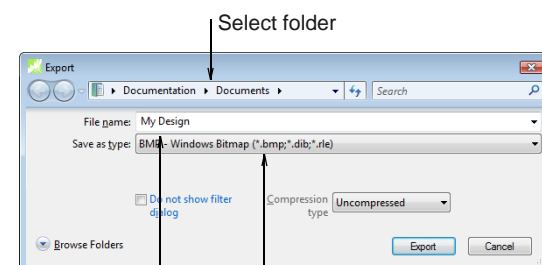 Select folder
Export
Documentation Documents Search
File name: My Design
Save as type: BMP - Windows Bitmap (*.bmp;*.dib;*.rle)
Do not show filter dialog
Compression type Uncompressed
Browse Folders Export Cancel